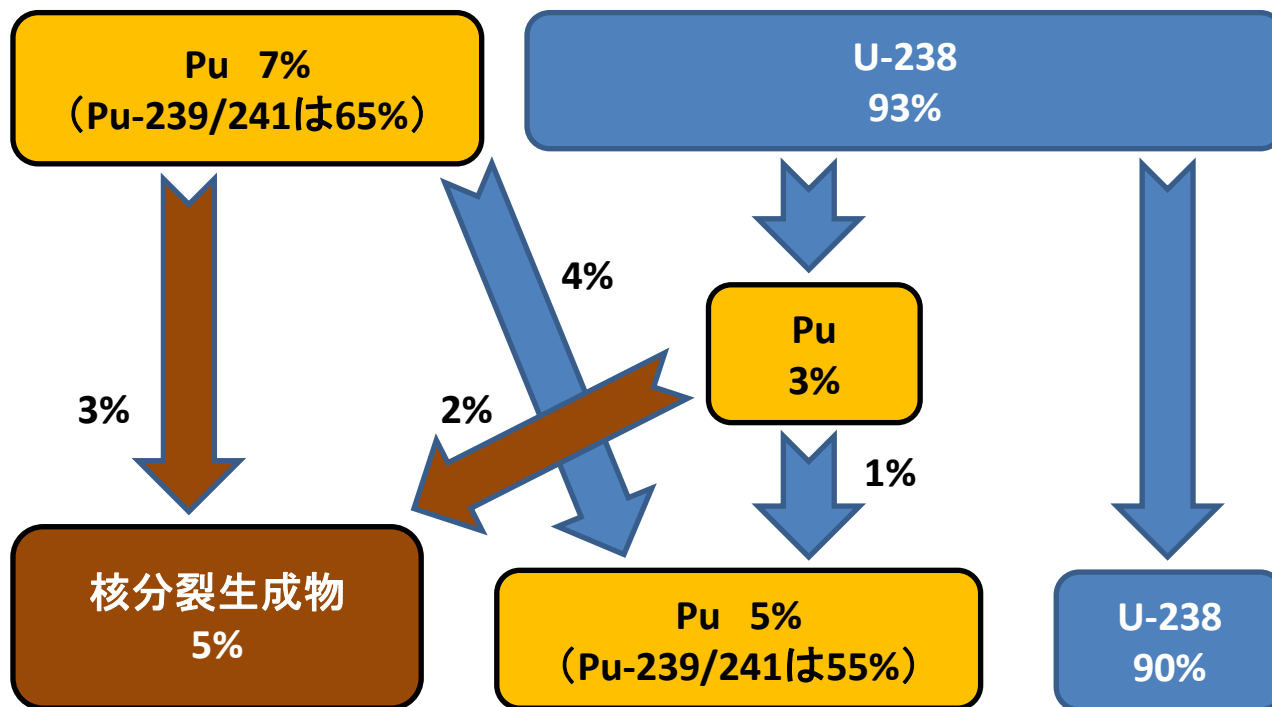 Pu 7%
（Pu-239/241は65%）
U-238
93%
4%
Pu
3%
3%
2%
1%
核分裂生成物
5%
Pu 5%
（Pu-239/241は55%）
U-238
90%